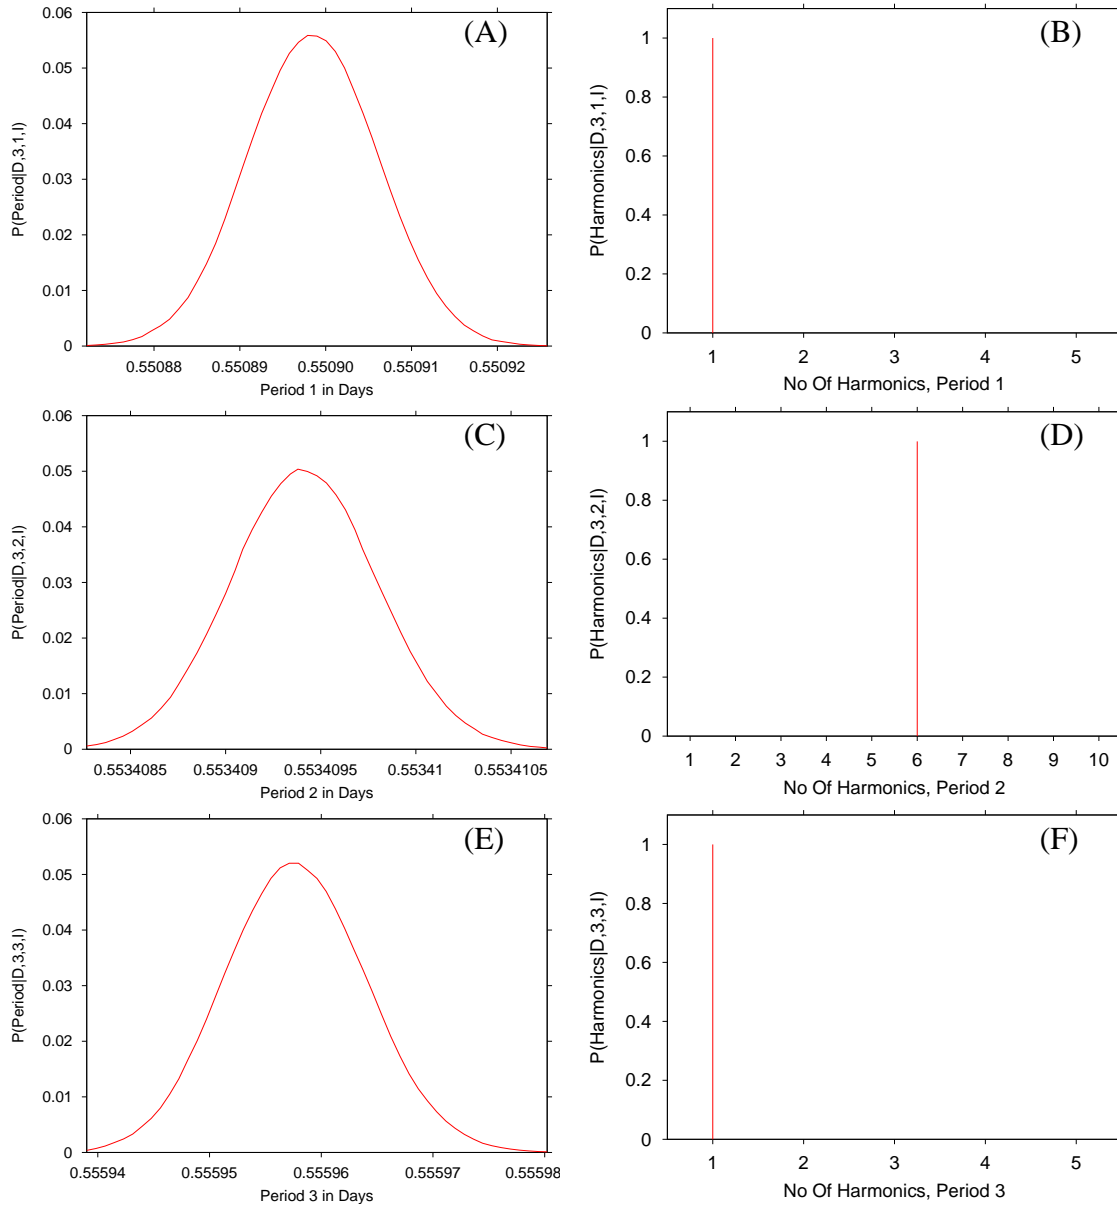 (A)
P(Period|D,3,1,I)
0.06
0.05
0.04
0.03
0.02
0.01
0
0.55088 0.55089 0.55090 0.55091 0.55092
Period 1 in Days
(B)
P(Harmonics|D,3,1,I)
1
0.8
0.6
0.4
0.2
0
1 2 3 4 5
No Of Harmonics, Period 1
(C)
P(Period|D,3,2,I)
0.06
0.05
0.04
0.03
0.02
0.01
0
0.5534085 0.553409 0.5534095 0.55341 0.5534105
Period 2 in Days
(D)
P(Harmonics|D,3,2,I)
1
0.8
0.6
0.4
0.2
0
1 2 3 4 5 6 7 8 9 10
No Of Harmonics, Period 2
(E)
P(Period|D,3,3,I)
0.06
0.05
0.04
0.03
0.02
0.01
0
0.55594 0.55595 0.55596 0.55597 0.55598
Period 3 in Days
(F)
P(Harmonics|D,3,3,I)
1
0.8
0.6
0.4
0.2
0
1 2 3 4 5
No Of Harmonics, Period 3